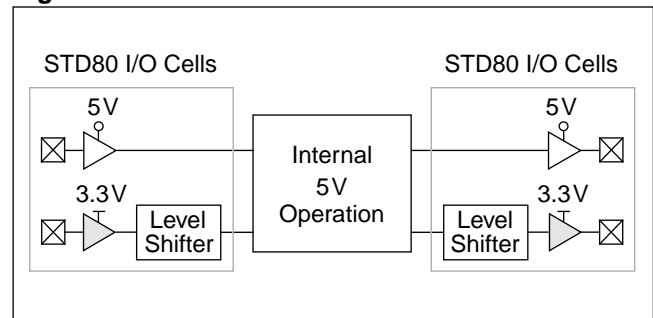 STD80 I/O Cells
STD80 I/O Cells
5V
5V
Internal
5V
Operation
3.3V
Level
Shifter
3.3V
Level
Shifter